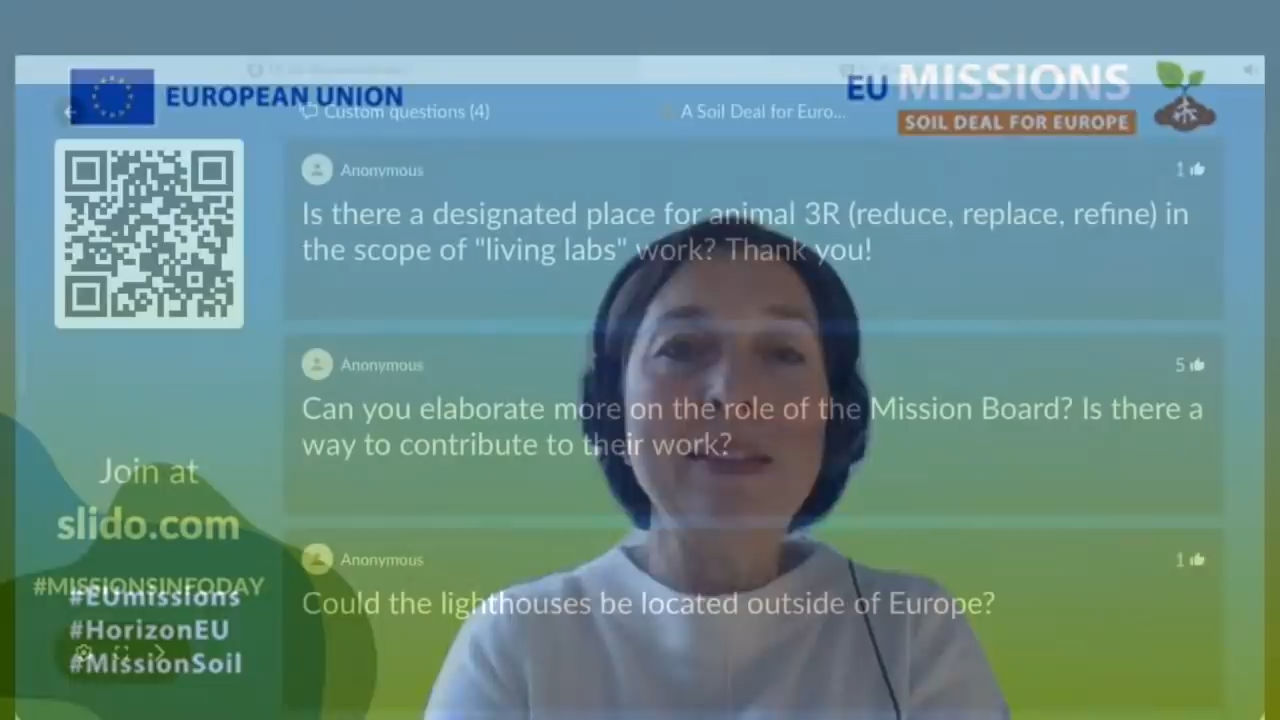 EUROPEAN UNION
EU MISSIONS
SOIL DEAL FOR EUROPE
Custom questions (4)
A Soil Deal for Euro...
Anonymous
1
Is there a designated place for animal 3R (reduce, replace, refine) in
the scope of "living labs" work? Thank you!
Anonymous
5
Can you elaborate more on the role of the Mission Board? Is there a
way to contribute to their work?
Anonymous
1
Could the lighthouses be located outside of Europe?
Join at
slido.com
#MISSIONSINFODAY
#EUmissions
#HorizonEU
#MissionSoil